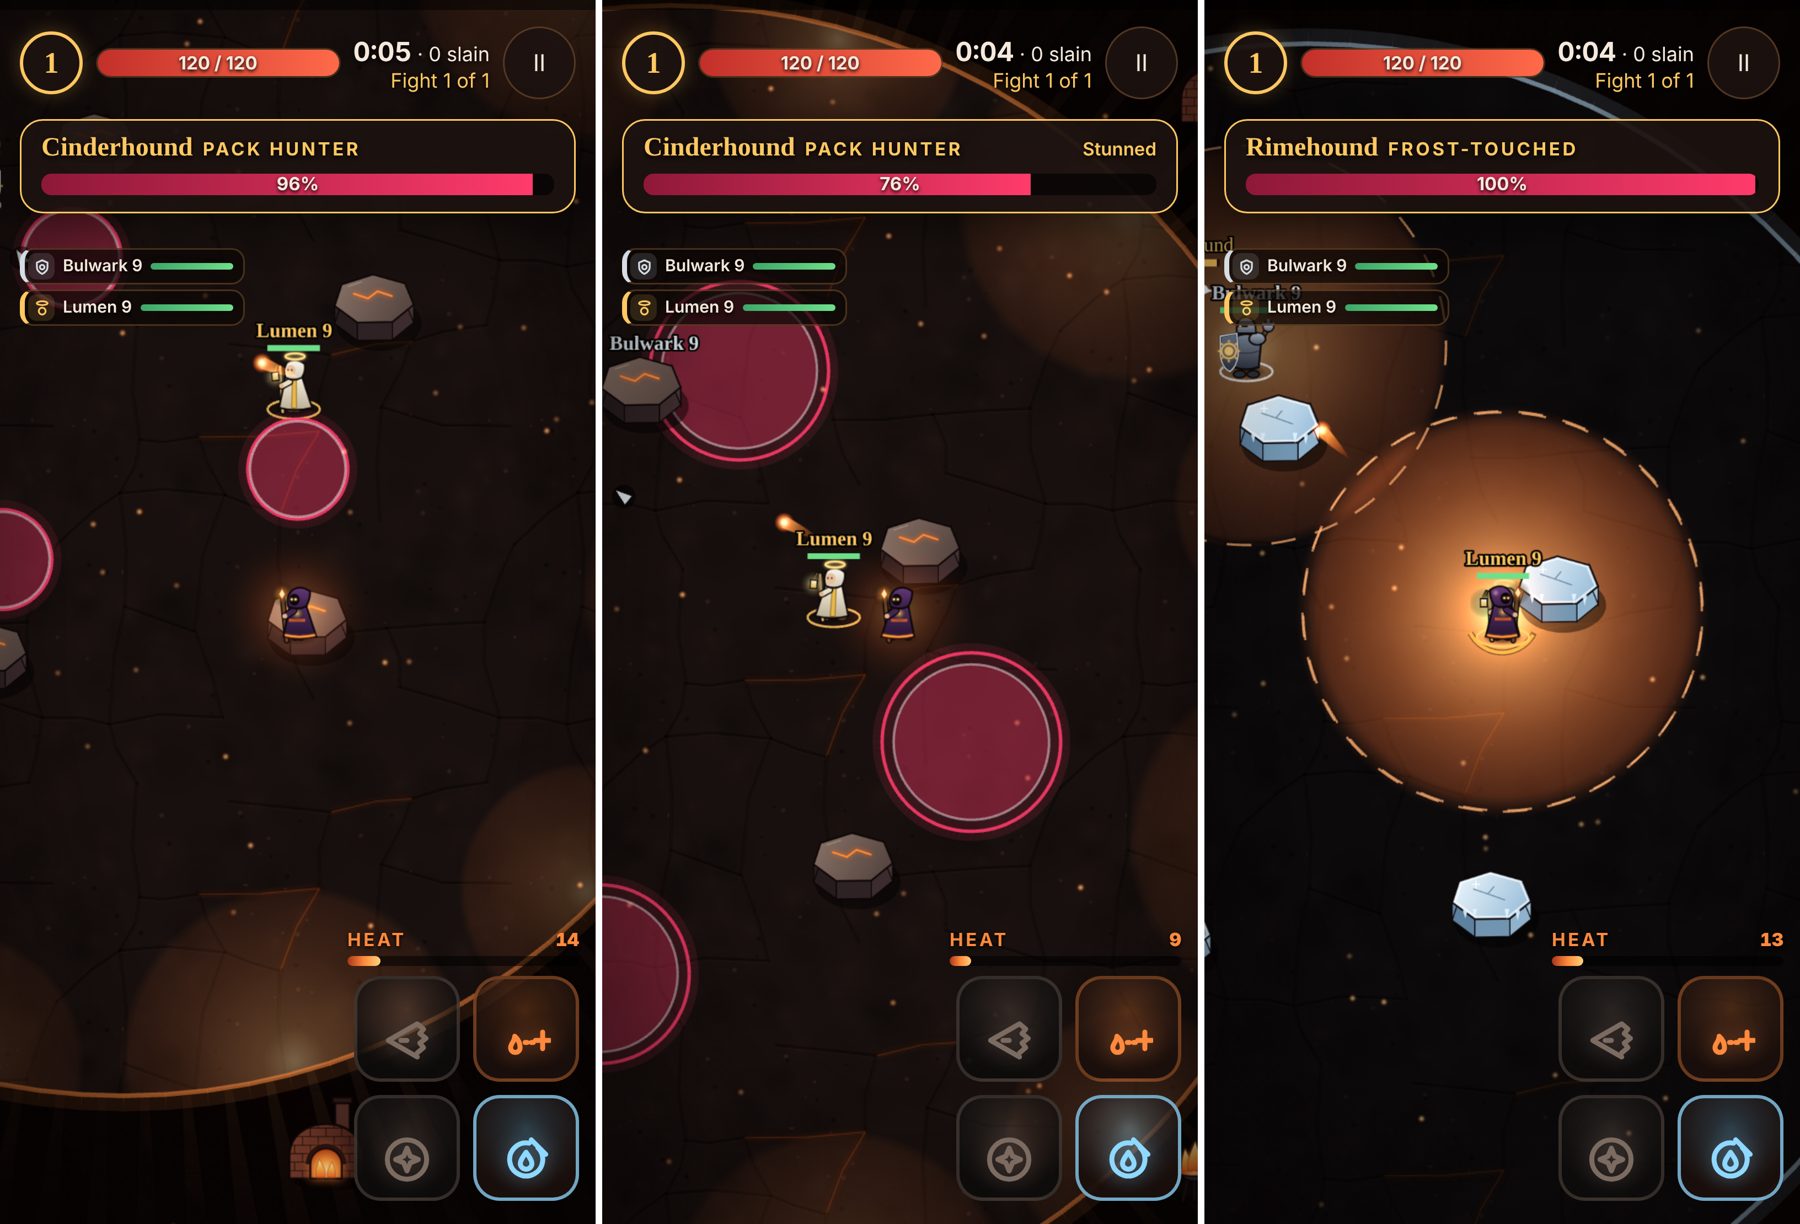 1
120 / 120
0:05 · 0 slain
Fight 1 of 1
Cinderhound PACK HUNTER
96%
Bulwark 9
Lumen 9
Lumen 9
HEAT 14
1
120 / 120
0:04 · 0 slain
Fight 1 of 1
Cinderhound PACK HUNTER Stunned
76%
Bulwark 9
Lumen 9
Bulwark 9
Lumen 9
HEAT 9
1
120 / 120
0:04 · 0 slain
Fight 1 of 1
Rimehound FROST-TOUCHED
100%
und
Bulwark 9
Bulwark 9
Lumen 9
Lumen 9
HEAT 13